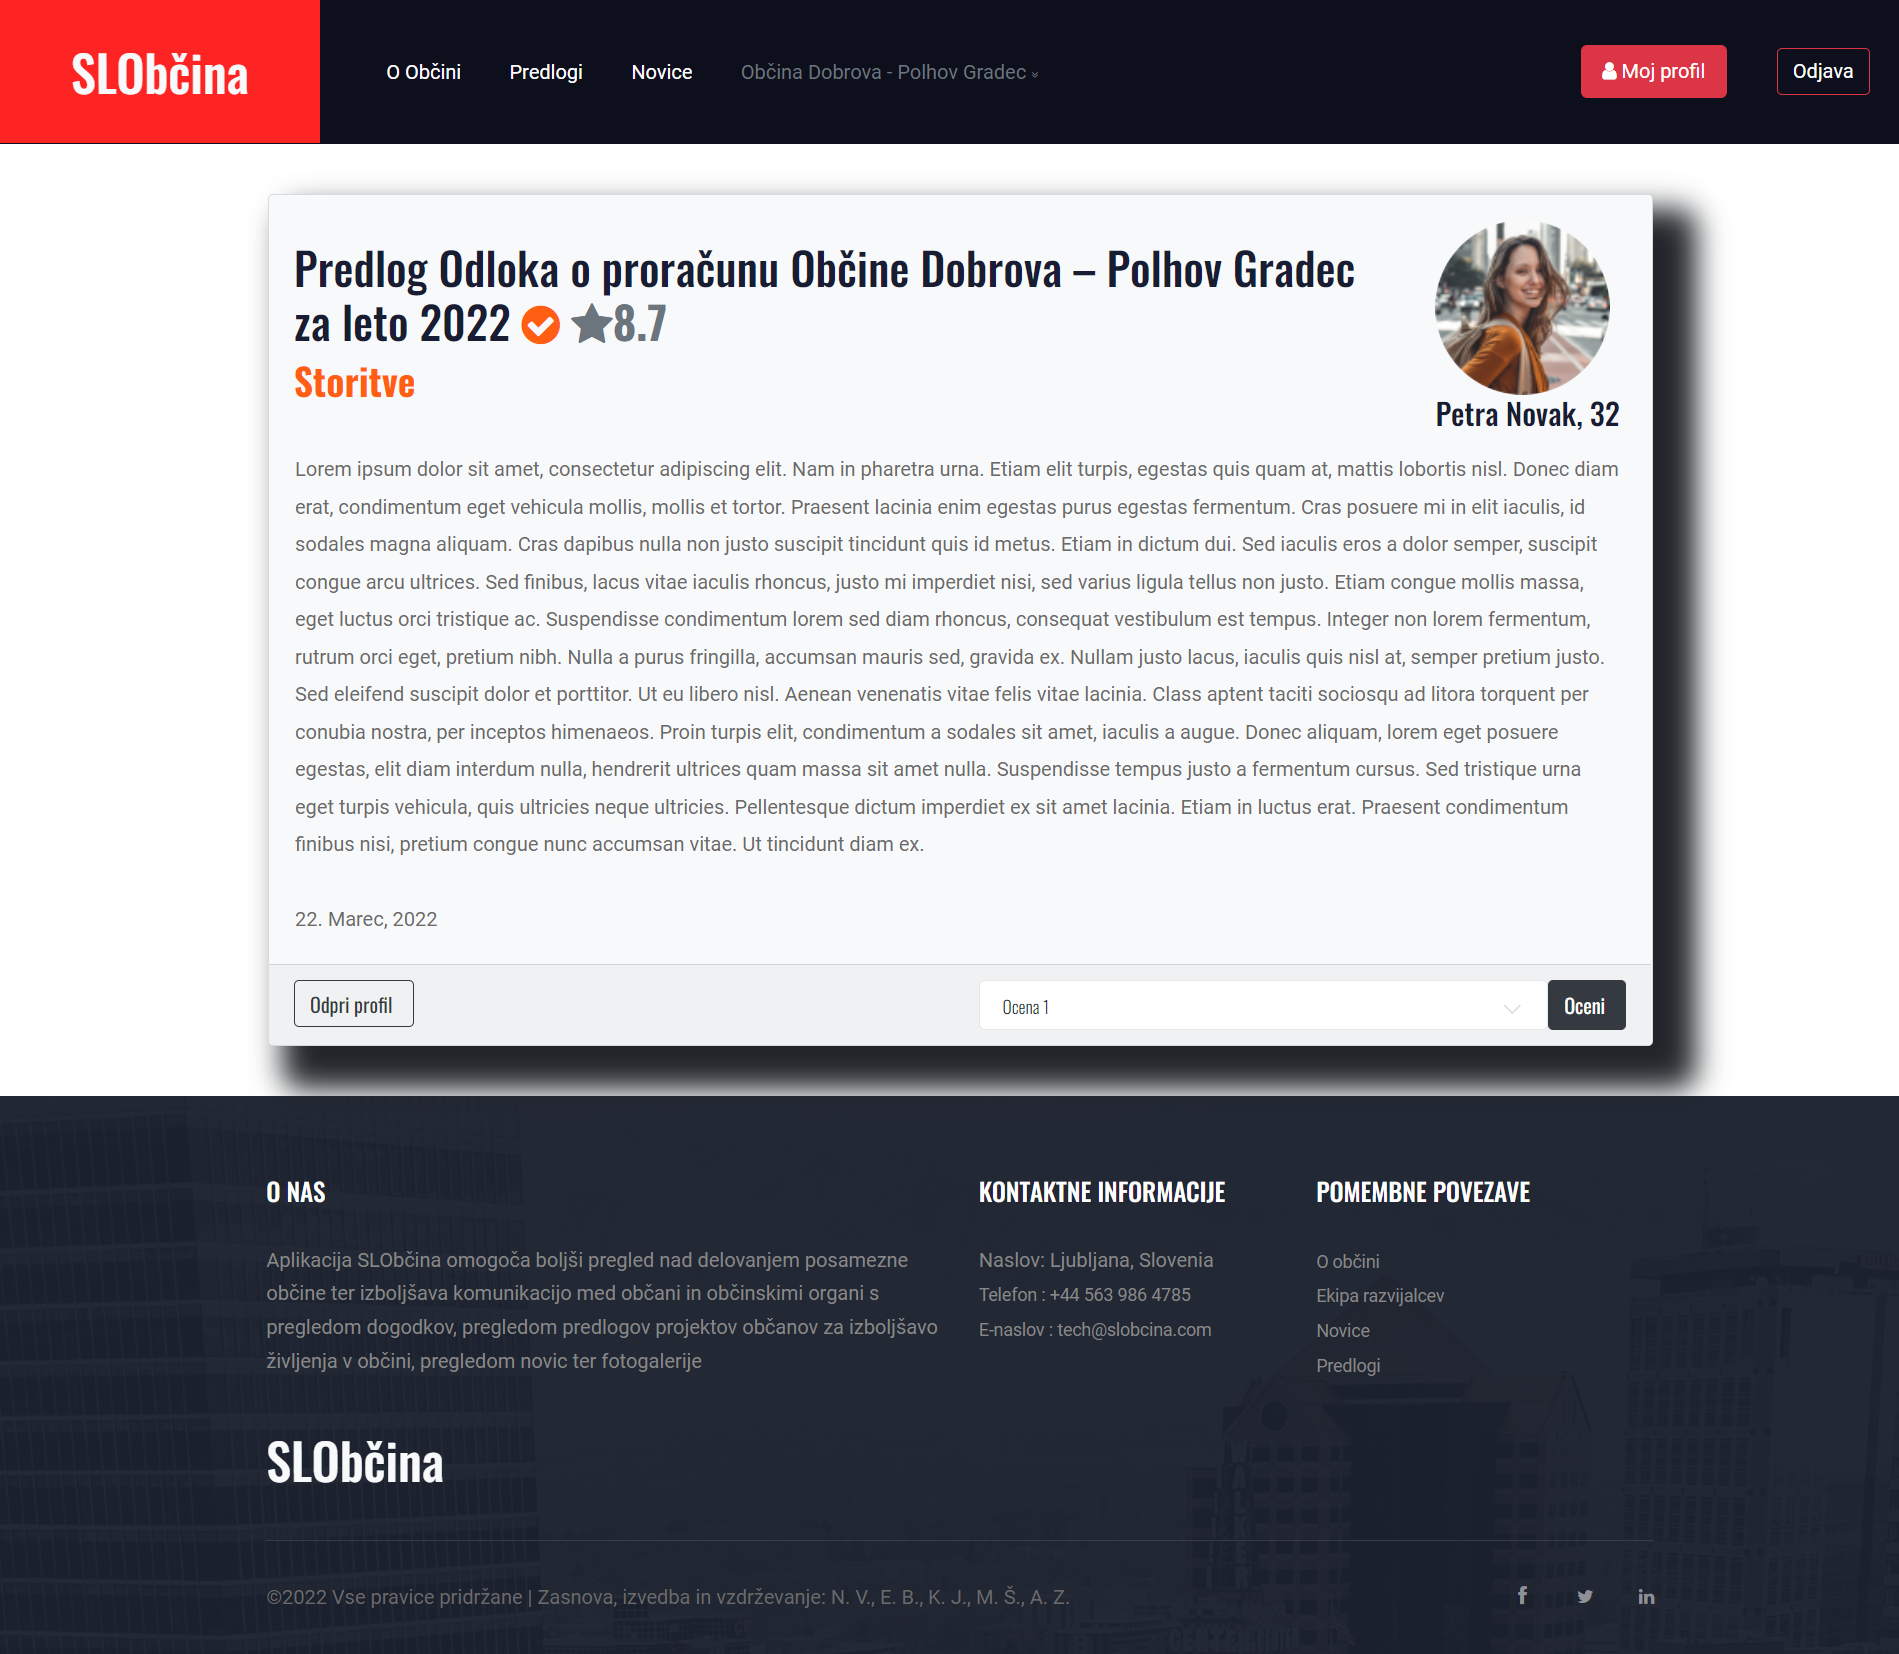 SLObčina
O Občini
Predlogi
Novice
Občina Dobrova - Polhov Gradec
Moj profil
Odjava
Predlog Odloka o proračunu Občine Dobrova – Polhov Gradec
za leto 2022 8.7
Storitve
Petra Novak, 32
Lorem ipsum dolor sit amet, consectetur adipiscing elit. Nam in pharetra urna. Etiam elit turpis, egestas quis quam at, mattis lobortis nisl. Donec diam
erat, condimentum eget vehicula mollis, mollis et tortor. Praesent lacinia enim egestas purus egestas fermentum. Cras posuere mi in elit iaculis, id
sodales magna aliquam. Cras dapibus nulla non justo suscipit tincidunt quis id metus. Etiam in dictum dui. Sed iaculis eros a dolor semper, suscipit
congue arcu ultrices. Sed finibus, lacus vitae iaculis rhoncus, justo mi imperdiet nisi, sed varius ligula tellus non justo. Etiam congue mollis massa,
eget luctus orci tristique ac. Suspendisse condimentum lorem sed diam rhoncus, consequat vestibulum est tempus. Integer non lorem fermentum,
rutrum orci eget, pretium nibh. Nulla a purus fringilla, accumsan mauris sed, gravida ex. Nullam justo lacus, iaculis quis nisl at, semper pretium justo.
Sed eleifend suscipit dolor et porttitor. Ut eu libero nisl. Aenean venenatis vitae felis vitae lacinia. Class aptent taciti sociosqu ad litora torquent per
conubia nostra, per inceptos himenaeos. Proin turpis elit, condimentum a sodales sit amet, iaculis a augue. Donec aliquam, lorem eget posuere
egestas, elit diam interdum nulla, hendrerit ultrices quam massa sit amet nulla. Suspendisse tempus justo a fermentum cursus. Sed tristique urna
eget turpis vehicula, quis ultricies neque ultricies. Pellentesque dictum imperdiet ex sit amet lacinia. Etiam in luctus erat. Praesent condimentum
finibus nisi, pretium congue nunc accumsan vitae. Ut tincidunt diam ex.
22. Marec, 2022
Odpri profil
Ocena 1
Oceni
O NAS
Aplikacija SLObčina omogoča boljši pregled nad delovanjem posamezne
občine ter izboljšava komunikacijo med občani in občinskimi organi s
pregledom dogodkov, pregledom predlogov projektov občanov za izboljšavo
življenja v občini, pregledom novic ter fotogalerije
SLObčina
KONTAKTNE INFORMACIJE
Naslov: Ljubljana, Slovenia
Telefon : +44 563 986 4785
E-naslov : tech@slobcina.com
POMEMBNE POVEZAVE
O občini
Ekipa razvijalcev
Novice
Predlogi
©2022 Vse pravice pridržane | Zasnova, izvedba in vzdrževanje: N. V., E. B., K. J., M. Š., A. Z.